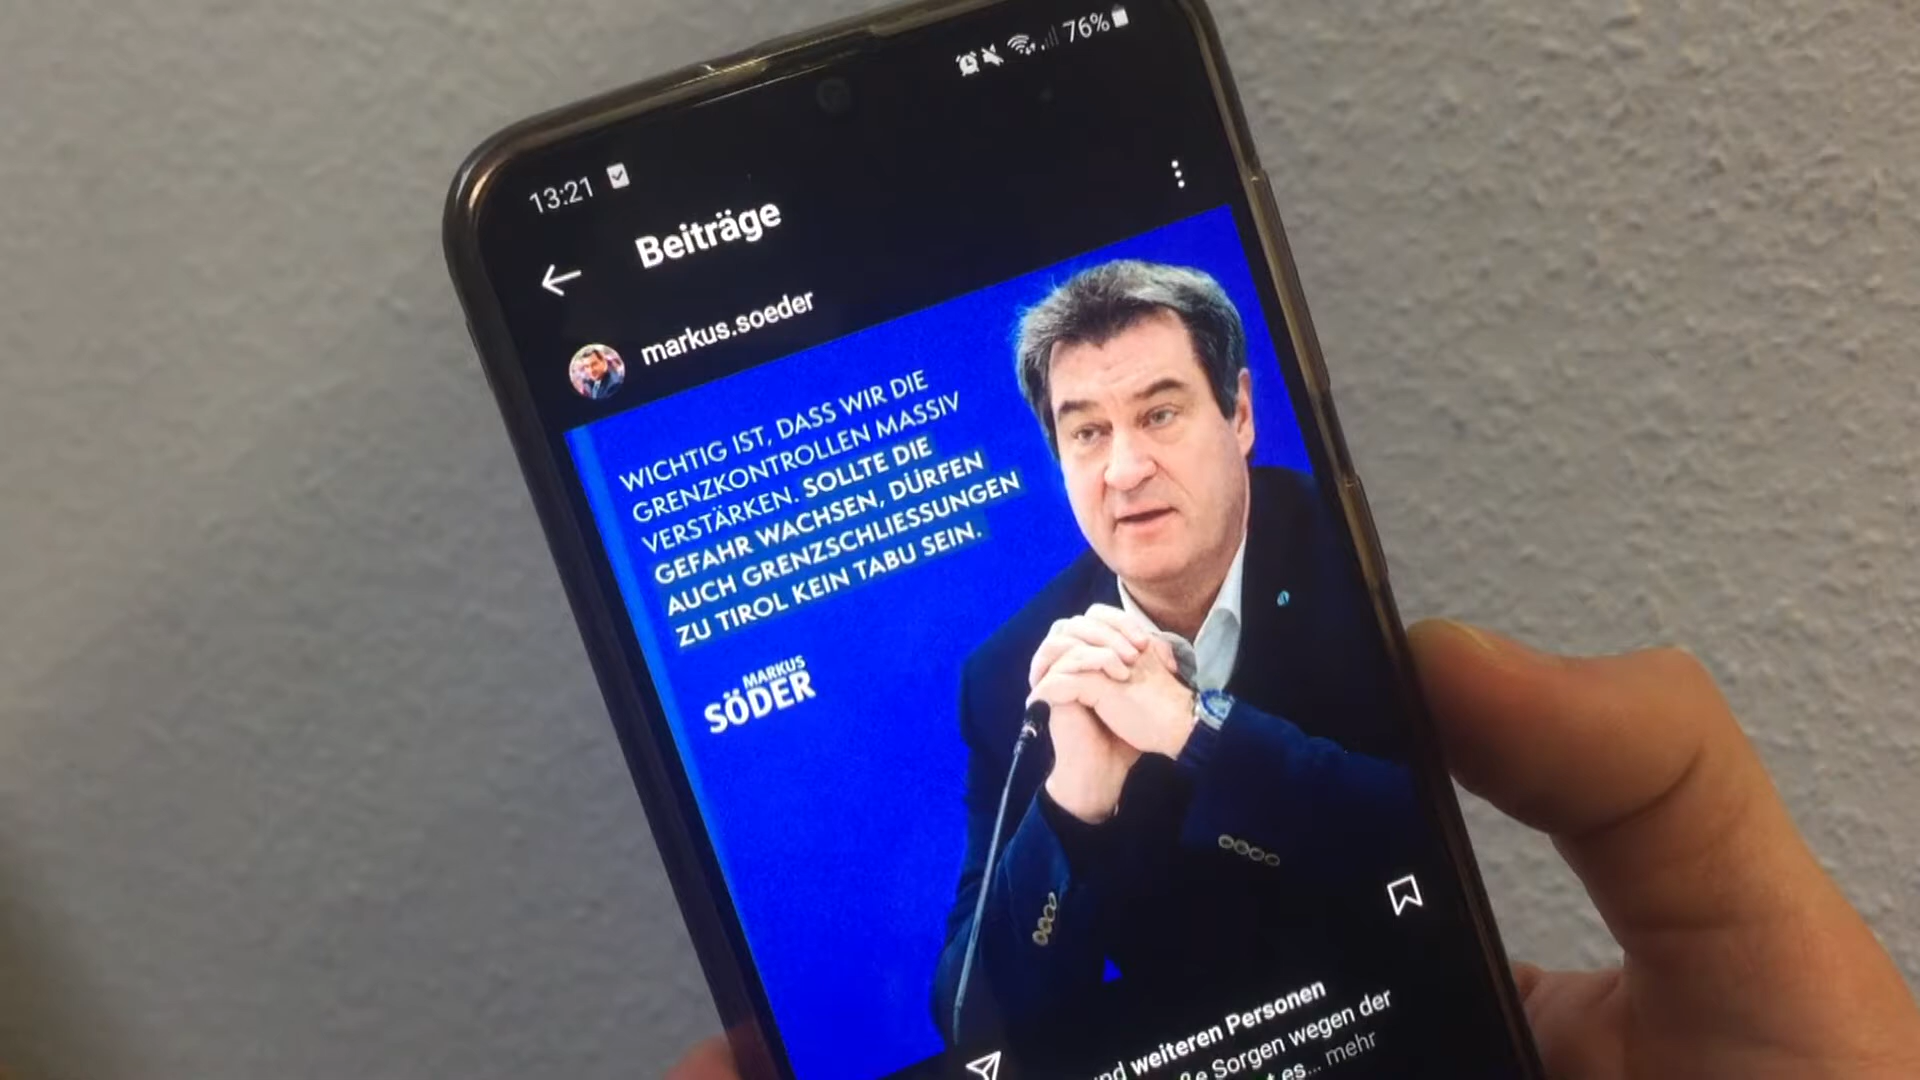 13:21
76%
Beiträge
markus.soeder
WICHTIG IST, DASS WIR DIE
GRENZKONTROLLEN MASSIV
VERSTÄRKEN. SOLLTE DIE
GEFAHR WACHSEN, DÜRFEN
AUCH GRENZSCHLIESSUNGEN
ZU TIROL KEIN TABU SEIN.
MARKUS
SÖDER
weiteren Personen
Sorgen wegen der
es... mehr